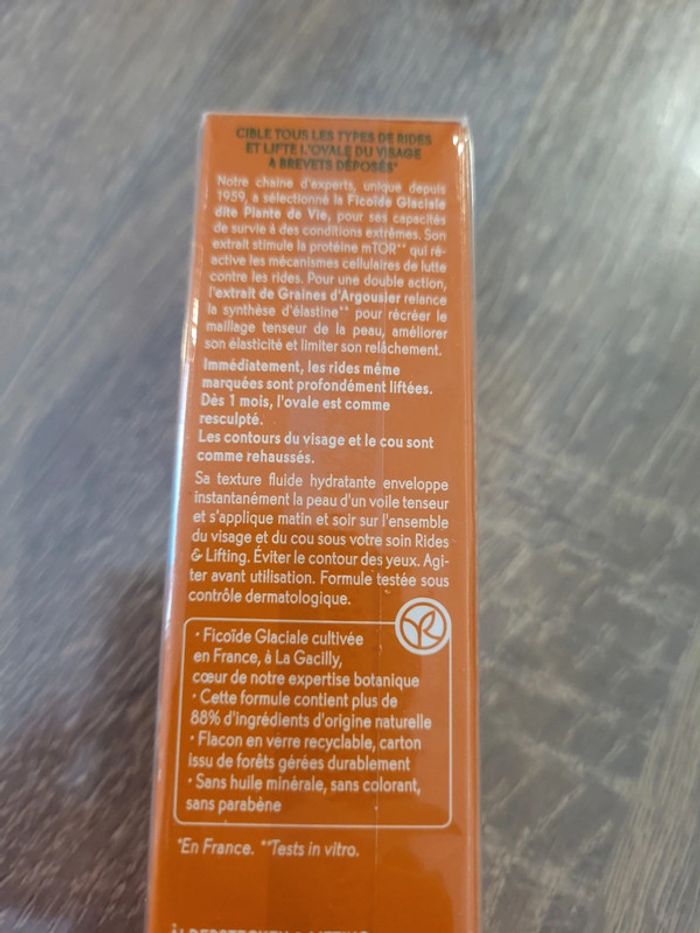 CIBLE TOUS LES TYPES DE RIDES
ET LIFTE L'OVALE DU VISAGE
A BREVETS DÉPOSÉS*
Notre chaîne d'experts, unique depuis
1959, a sélectionné la Ficoïde Glaciale
dite Plante de Vie, pour ses capacités
de survie à des conditions extrêmes. Son
extrait stimule la protéine mTOR** qui ré-
active les mécanismes cellulaires de lutte
contre les rides. Pour une double action,
l'extrait de Graines d'Argousier relance
la synthèse d'élastine** pour récréer le
maillage tenseur de la peau, améliorer
son élasticité et limiter son relâchement.
Immédiatement, les rides même
marquées sont profondément liftées.
Dès 1 mois, l'ovale est comme
resculpté.
Les contours du visage et le cou sont
comme rehaussés.
Sa texture fluide hydratante enveloppe
instantanément la peau d'un voile tenseur
et s'applique matin et soir sur l'ensemble
du visage et du cou sous votre soin Rides
& Lifting. Éviter le contour des yeux. Agi-
ter avant utilisation. Formule testée sous
contrôle dermatologique.
• Ficoïde Glaciale cultivée
en France, à La Gacilly,
cœur de notre expertise botanique
• Cette formule contient plus de
88% d'ingrédients d'origine naturelle
• Flacon en verre recyclable, carton
issu de forêts gérées durablement
• Sans huile minérale, sans colorant,
sans parabène
*En France. **Tests in vitro.